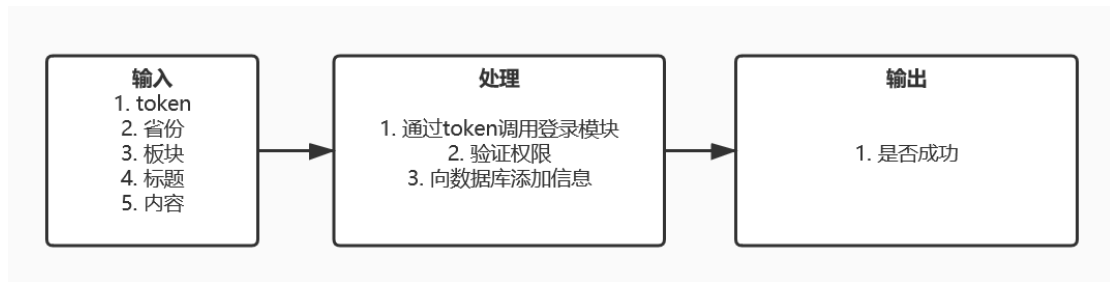 输入
1. token
2. 省份
3. 板块
4. 标题
5. 内容
处理
1. 通过token调用登录模块
2. 验证权限
3. 向数据库添加信息
输出
1. 是否成功